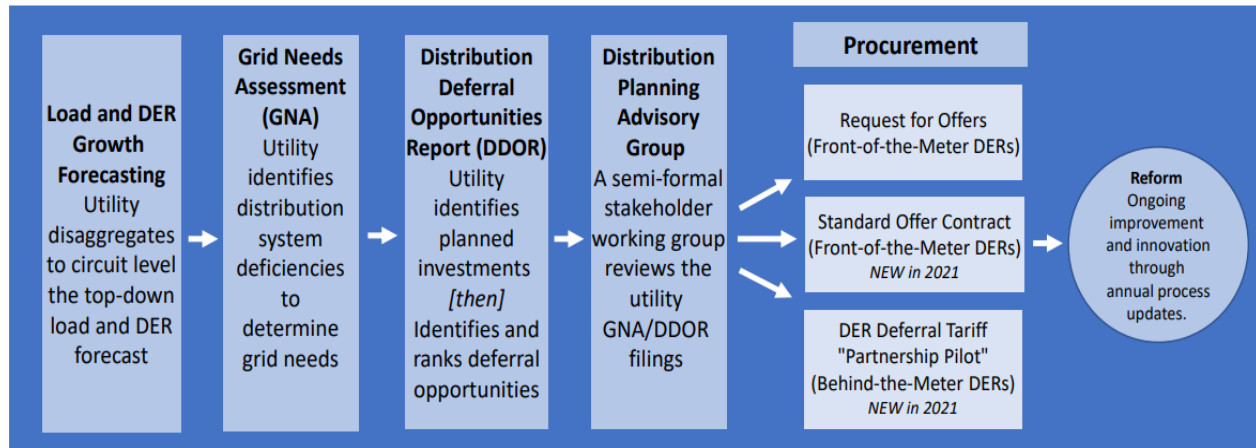 Load and DER
Growth
Forecasting
Utility
disaggregates
to circuit level
the top-down
load and DER
forecast
Grid Needs
Assessment
(GNA)
Utility
identifies
distribution
system
deficiencies
to
determine
grid needs
Distribution
Deferral
Opportunities
Report (DDOR)
Utility
identifies
planned
investments
[then]
Identifies and
ranks deferral
opportunities
Distribution
Planning
Advisory
Group
A semi-formal
stakeholder
working group
reviews the
utility
GNA/DDOR
filings
Procurement
Request for Offers
(Front-of-the-Meter DERs)
Standard Offer Contract
(Front-of-the-Meter DERs)
NEW in 2021
DER Deferral Tariff
"Partnership Pilot"
(Behind-the-Meter DERs)
NEW in 2021
Reform
Ongoing
improvement
and innovation
through
annual process
updates.